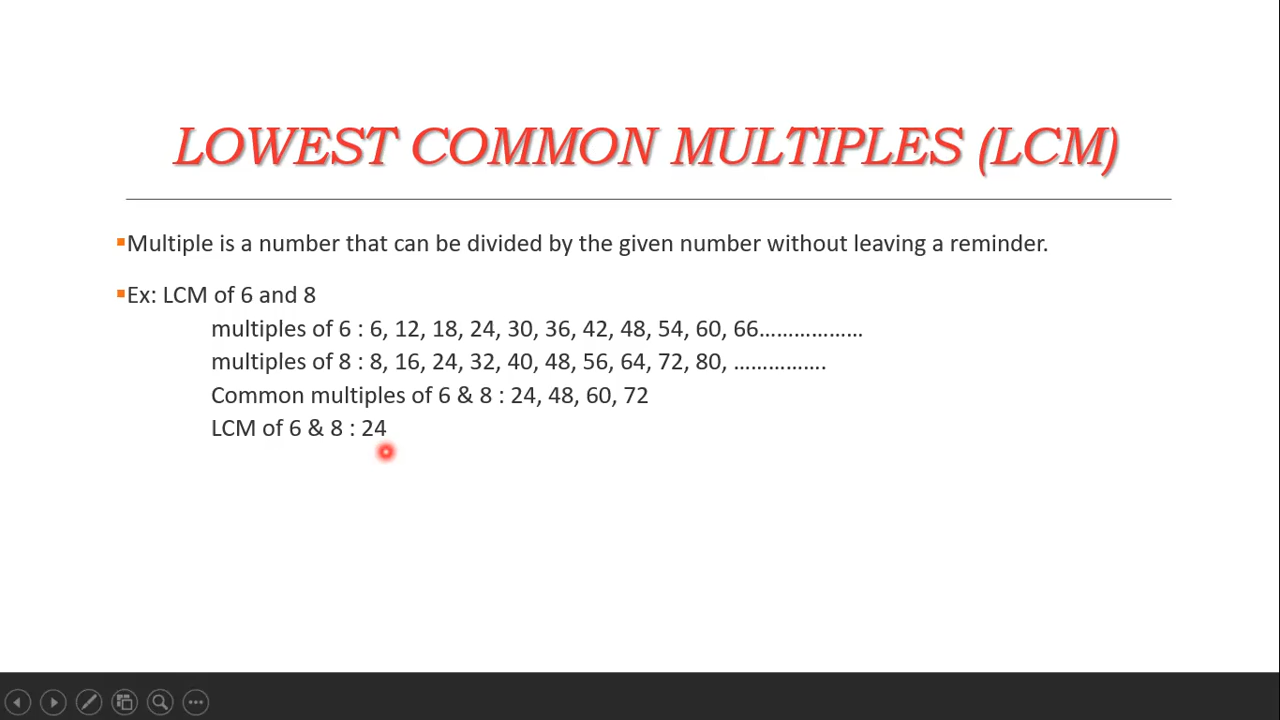 LOWEST COMMON MULTIPLES (LCM)
▪Multiple is a number that can be divided by the given number without leaving a reminder.
▪Ex: LCM of 6 and 8
multiples of 6 : 6, 12, 18, 24, 30, 36, 42, 48, 54, 60, 66………………
multiples of 8 : 8, 16, 24, 32, 40, 48, 56, 64, 72, 80, …………….
Common multiples of 6 & 8 : 24, 48, 60, 72
LCM of 6 & 8 : 24